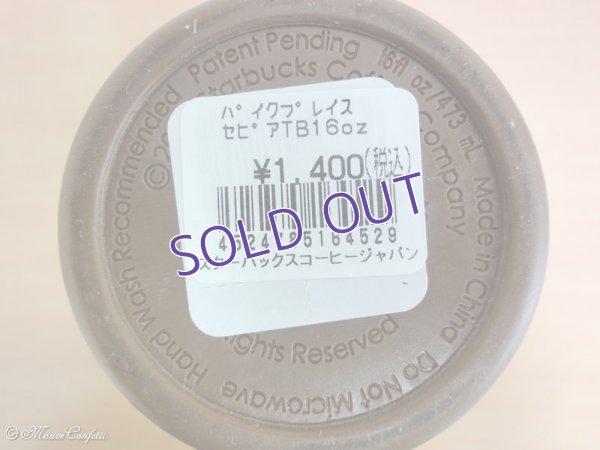 Hand Wash Recommended Patent Pending 16fl oz/473 mL Made in China Do Not Microwave
Starbucks Company
Rights Reserved
パイクプレイス
セピアTB16oz
¥1,400(税込)
SOLD OUT
4524785164529
スターバックスコーヒージャパン
© Mauve Confetti